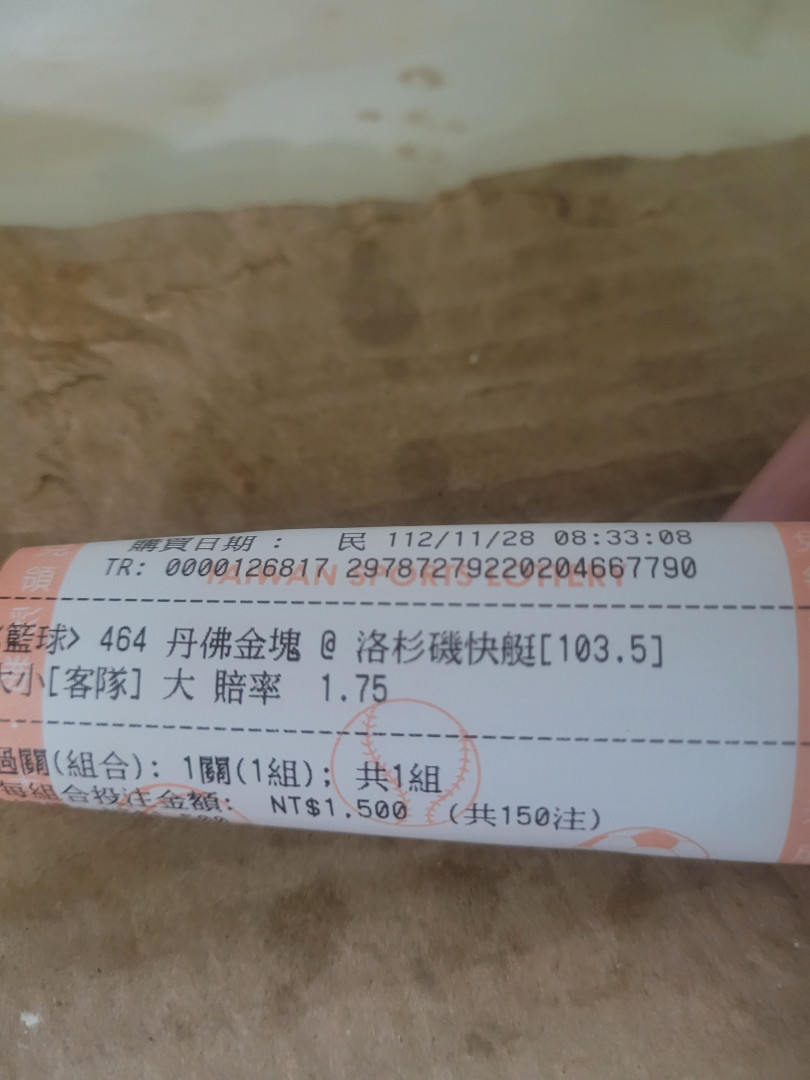 購買日期： 民 112/11/28 08:33:08
TR: 0000126817 297872792202204667790
TAIWAN SPORTS LOTTERY
<籃球> 464 丹佛金塊 @ 洛杉磯快艇[103.5]
大小[客隊] 大 賠率 1.75
過關(組合): 1關(1組); 共1組
每組合投注金額: NT$1,500 (共150注)
領